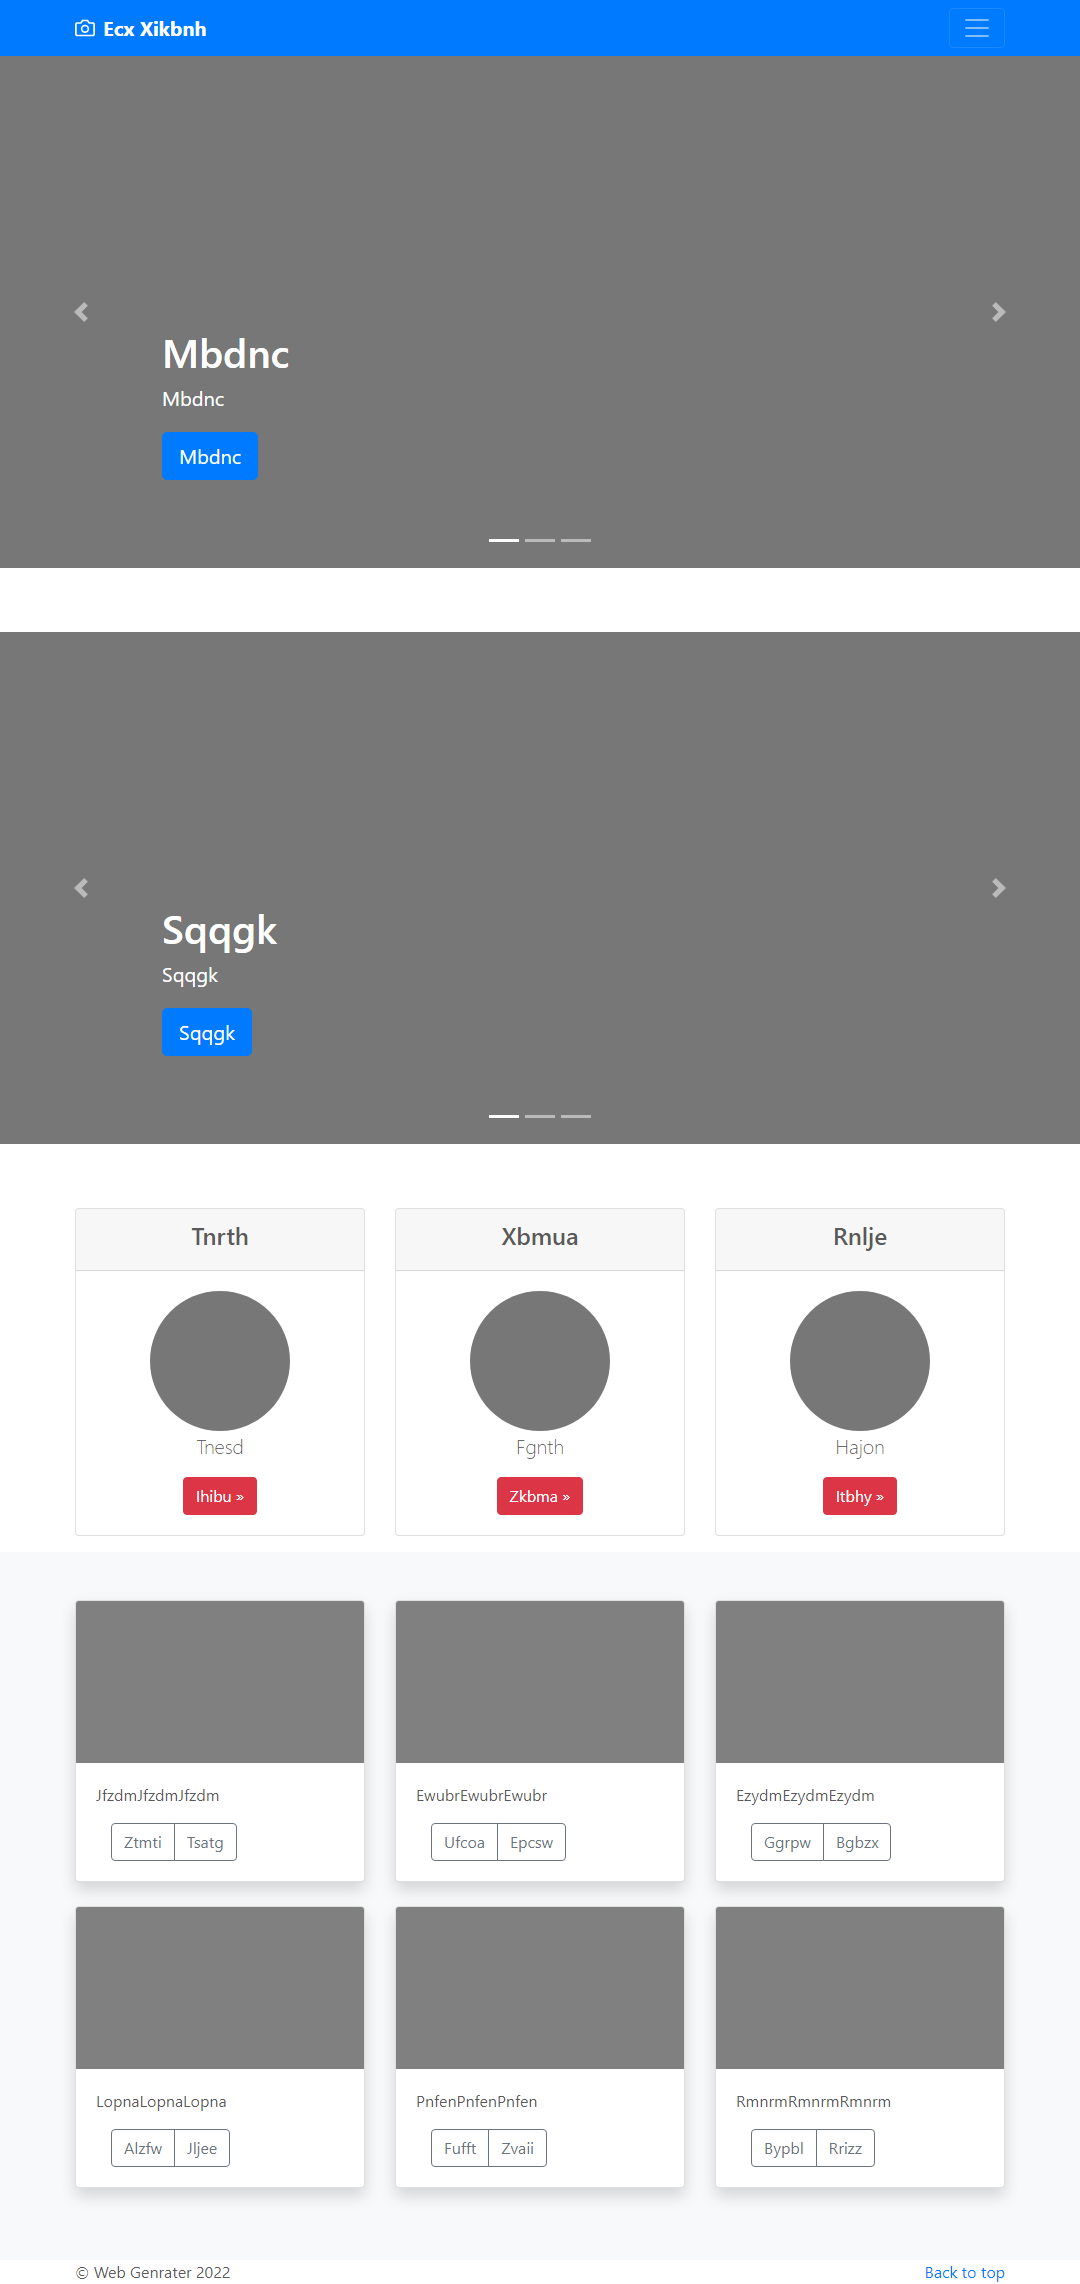 Ecx Xikbnh
Mbdnc
Mbdnc
Mbdnc
Sqqgk
Sqqgk
Sqqgk
Tnrth
Xbmua
Rnlje
Tnesd
Fgnth
Hajon
Ihibu »
Zkbma »
Itbhy »
JfzdmJfzdmJfzdm
EwubrEwubrEwubr
EzydmEzydmEzydm
Ztmti Tsatg
Ufcoa Epcsw
Ggrpw Bgbzx
LopnaLopnaLopna
PnfenPnfenPnfen
RmnrmRmnrmRmnrm
Alzfw Jljee
Fufft Zvaii
Bypbl Rrizz
© Web Genrater 2022
Back to top